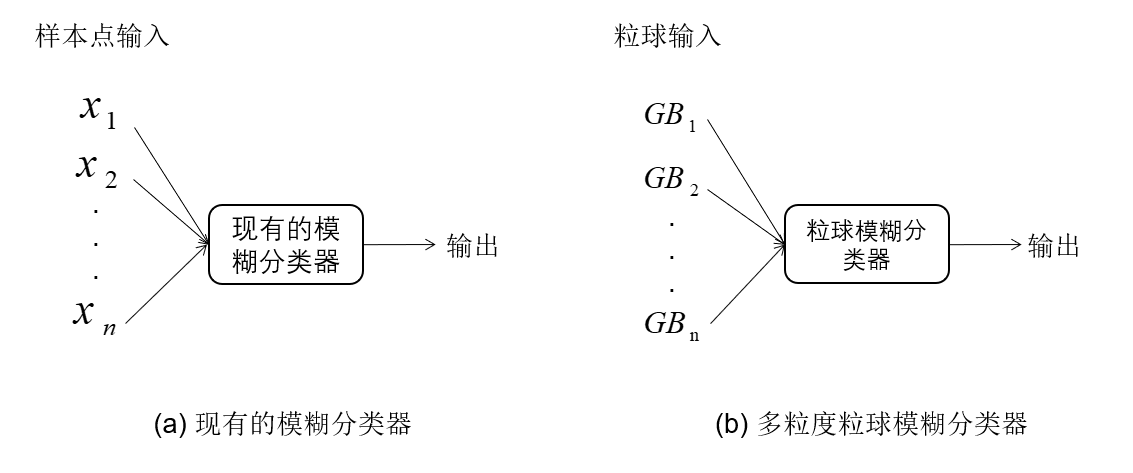 样本点输入
x1
x2
.
.
.
xn
现有的模
糊分类器
输出
(a) 现有的模糊分类器
粒球输入
GB1
GB2
.
.
.
GBn
粒球模糊分
类器
输出
(b) 多粒度粒球模糊分类器